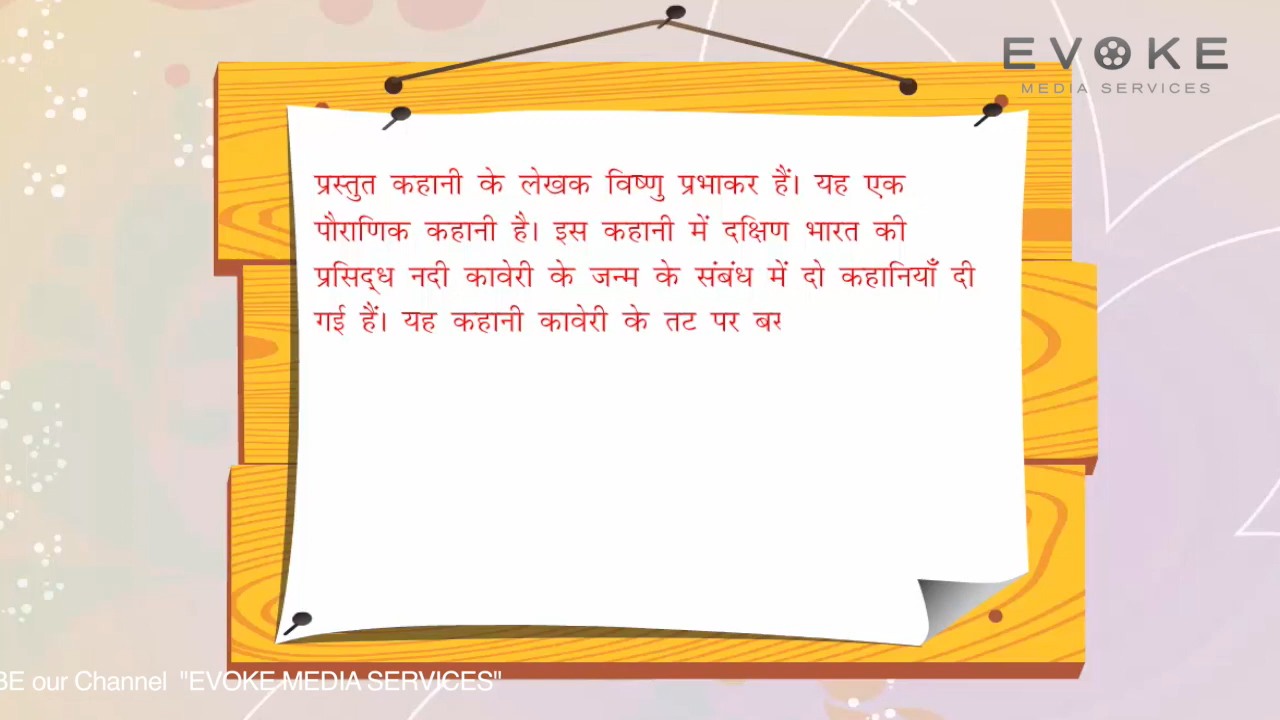 EVOKE
MEDIA SERVICES
प्रस्तुत कहानी के लेखक विष्णु प्रभाकर हैं। यह एक
पौराणिक कहानी है। इस कहानी में दक्षिण भारत की
प्रसिद्ध नदी कावेरी के जन्म के संबंध में दो कहानियाँ दी
गई हैं। यह कहानी कावेरी के तट पर
BE our Channel "EVOKE MEDIA SERVICES"